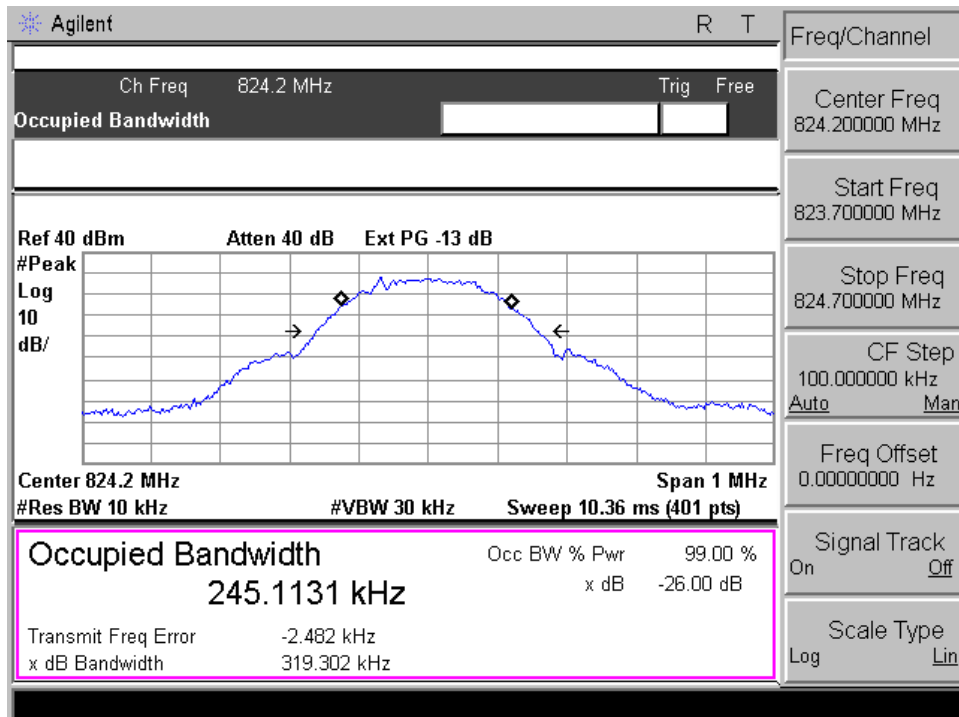 Agilent R T
Freq/Channel
Ch Freq 824.2 MHz Trig Free
Occupied Bandwidth
Center Freq
824.200000 MHz
Start Freq
823.700000 MHz
Stop Freq
824.700000 MHz
CF Step
100.000000 kHz
Auto Man
Freq Offset
0.00000000 Hz
Signal Track
On Off
Scale Type
Log Lin
Ref 40 dBm Atten 40 dB Ext PG -13 dB
#Peak
Log
10
dB/
Center 824.2 MHz Span 1 MHz
#Res BW 10 kHz #VBW 30 kHz Sweep 10.36 ms (401 pts)
Occupied Bandwidth Occ BW % Pwr 99.00 %
245.1131 kHz x dB -26.00 dB
Transmit Freq Error -2.482 kHz
x dB Bandwidth 319.302 kHz